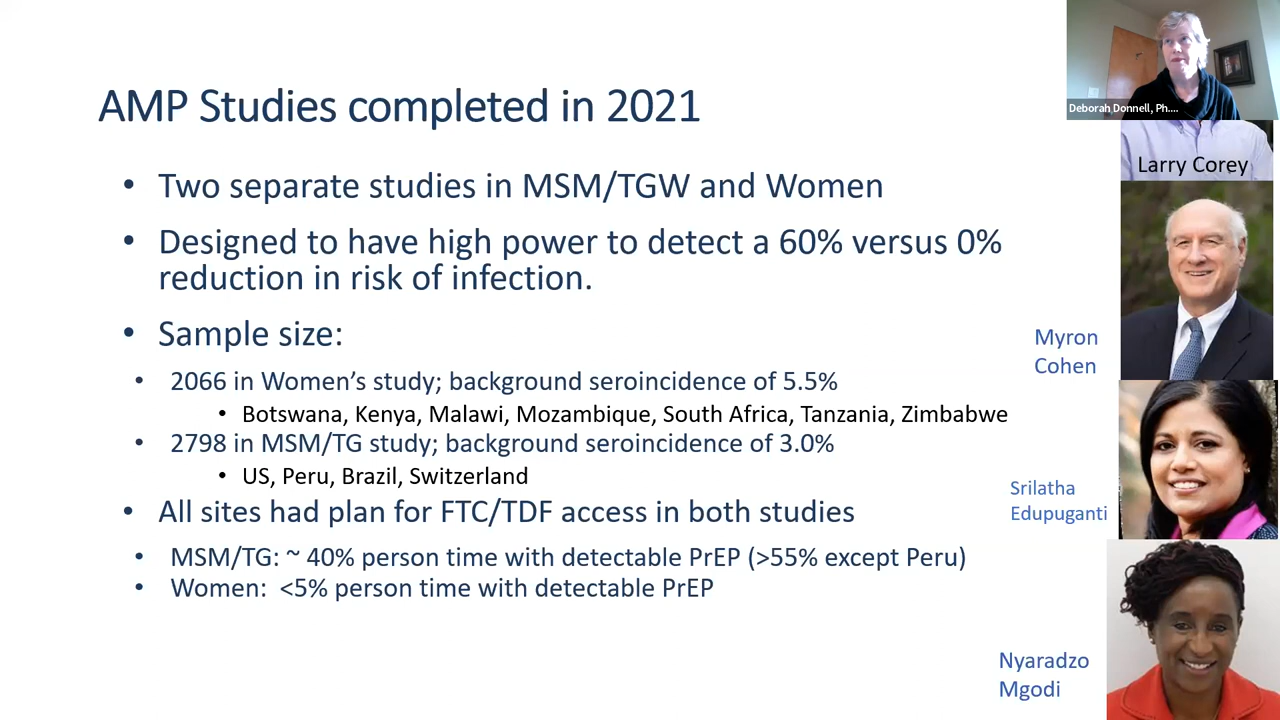 AMP Studies completed in 2021
• Two separate studies in MSM/TGW and Women
• Designed to have high power to detect a 60% versus 0%
reduction in risk of infection.
• Sample size:
• 2066 in Women's study; background seroincidence of 5.5%
• Botswana, Kenya, Malawi, Mozambique, South Africa, Tanzania, Zimbabwe
• 2798 in MSM/TG study; background seroincidence of 3.0%
• US, Peru, Brazil, Switzerland
• All sites had plan for FTC/TDF access in both studies
• MSM/TG: ~ 40% person time with detectable PrEP (>55% except Peru)
• Women: <5% person time with detectable PrEP
Deborah Donnell, Ph....
Larry Corey
Myron
Cohen
Srilatha
Edupuganti
Nyaradzo
Mgodi